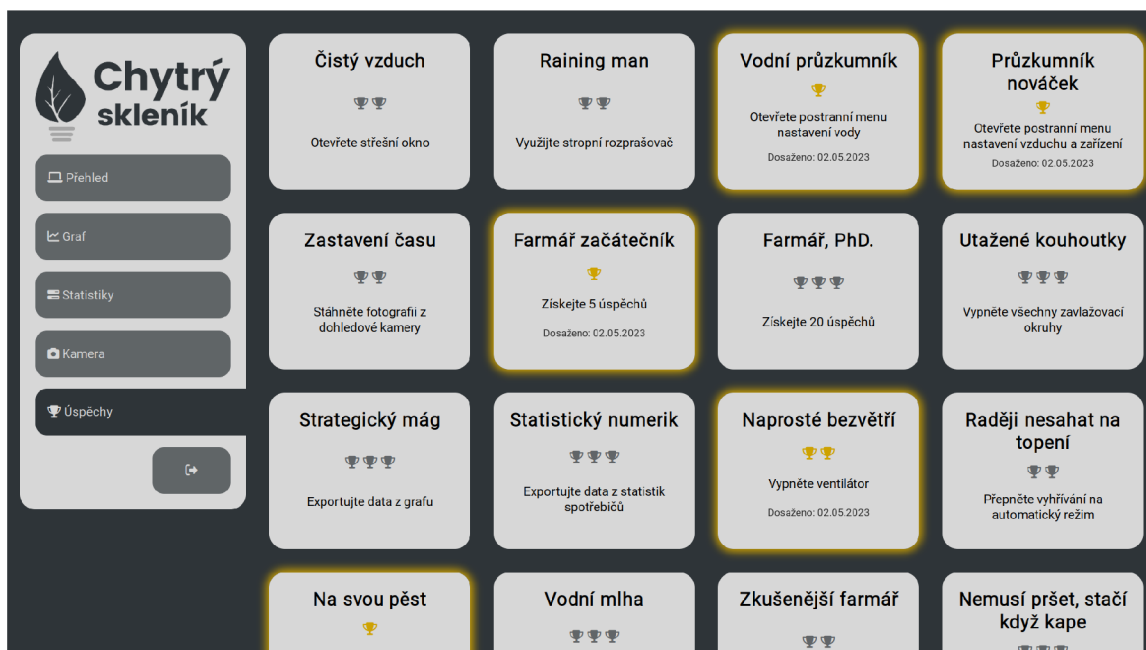 Chytrý
skleník
Přehled
Graf
Statistiky
Kamera
Úspěchy
Čistý vzduch
Otevřete střešní okno
Raining man
Využijte stropní rozprašovač
Vodní průzkumník
Otevřete postranní menu
nastavení vody
Dosaženo: 02.05.2023
Průzkumník
nováček
Otevřete postranní menu
nastavení vzduchu a zařízení
Dosaženo: 02.05.2023
Zastavení času
Stáhněte fotografii z
dohledové kamery
Farmář začátečník
Získejte 5 úspěchů
Dosaženo: 02.05.2023
Farmář, PhD.
Získejte 20 úspěchů
Utažené kouhoutky
Vypněte všechny zavlažovací
okruhy
Strategický mág
Exportujte data z grafu
Statistický numerik
Exportujte data z statistik
spotřebičů
Naprosté bezvětří
Vypněte ventilátor
Dosaženo: 02.05.2023
Raději nesahat na
topení
Přepněte vyhřívání na
automatický režim
Na svou pěst
Vodní mlha
Zkušenější farmář
Nemusí pršet, stačí
když kape